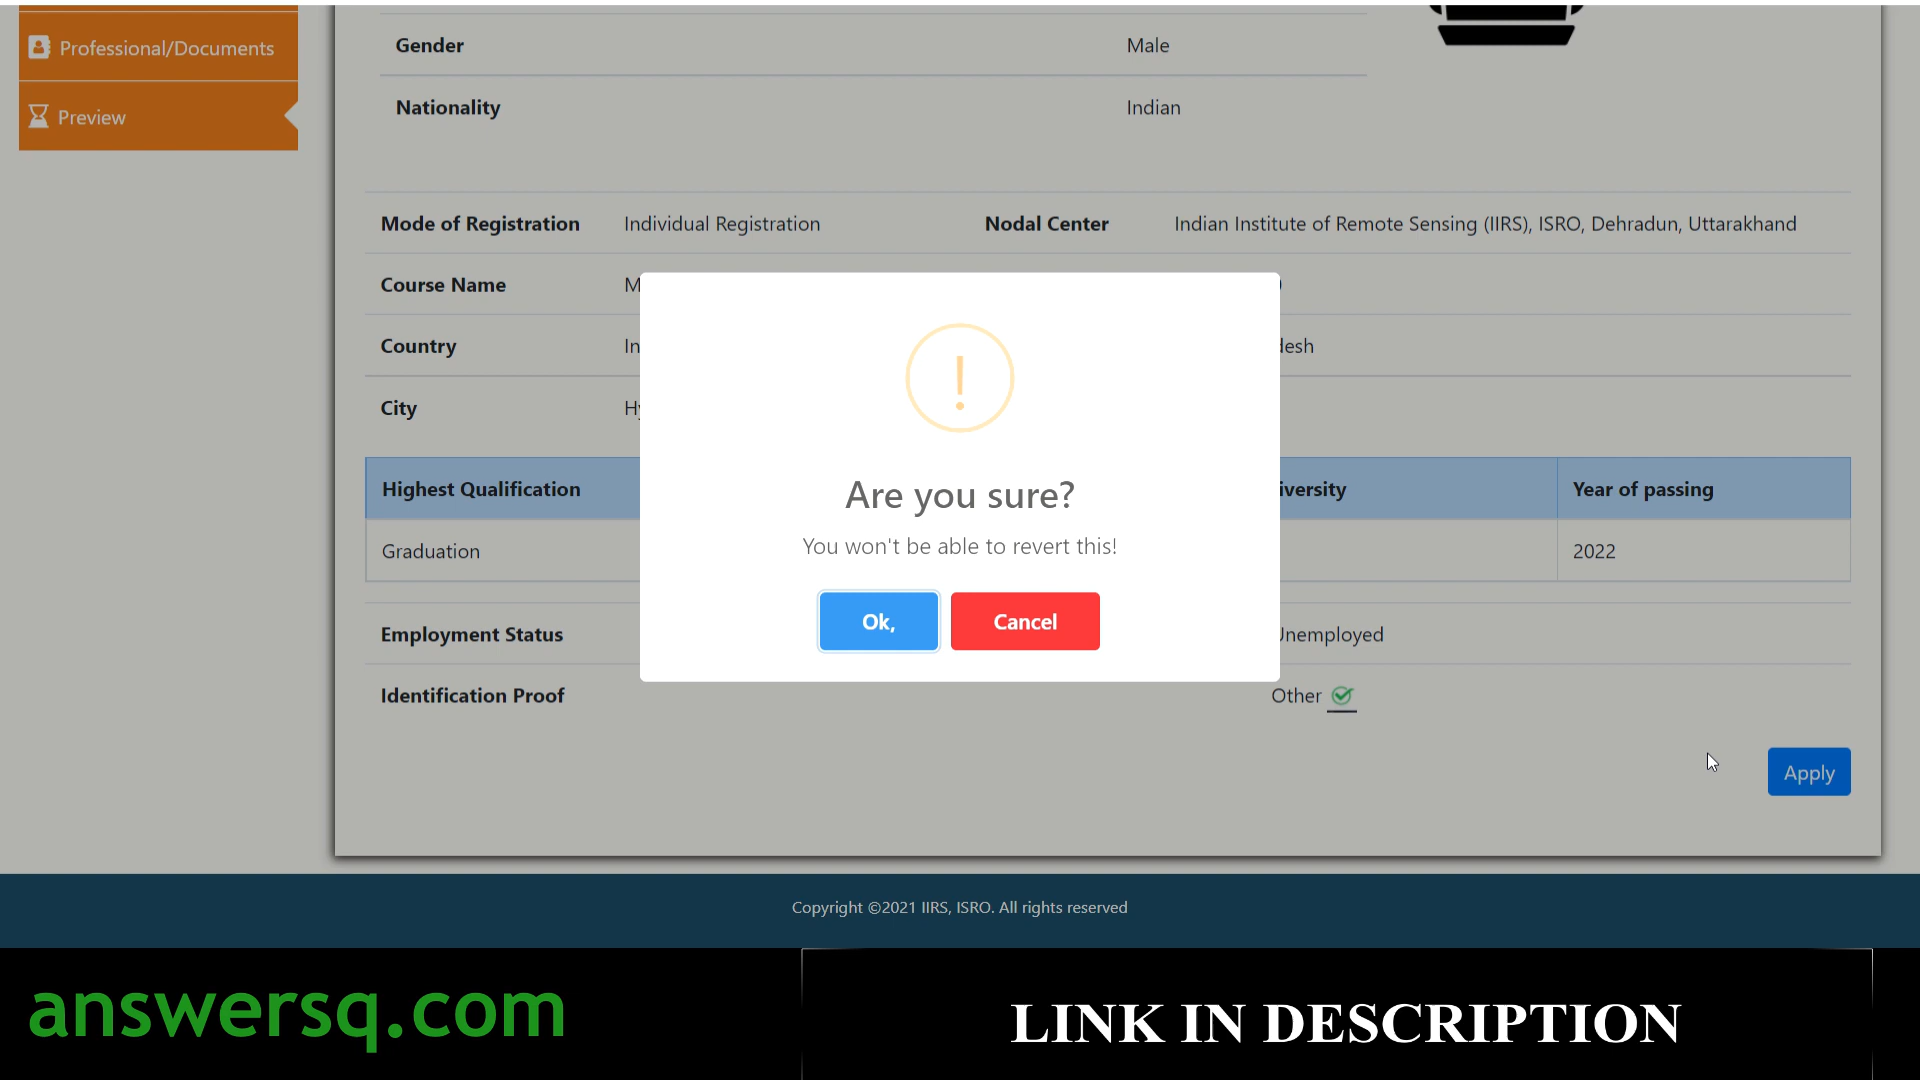 Professional/Documents
Preview
Gender Male
Nationality Indian
Mode of Registration Individual Registration Nodal Center Indian Institute of Remote Sensing (IIRS), ISRO, Dehradun, Uttarakhand
Course Name
Country
City
Highest Qualification Year of passing
Graduation 2022
Employment Status Unemployed
Identification Proof Other
Are you sure?
You won't be able to revert this!
Ok, Cancel
Apply
Copyright ©2021 IIRS, ISRO. All rights reserved
answersq.com
LINK IN DESCRIPTION